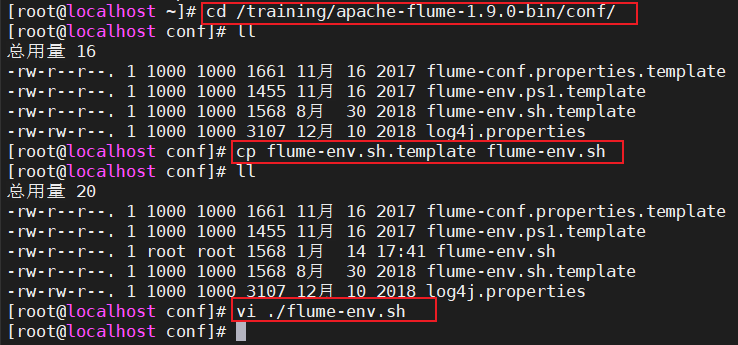 [root@localhost ~]# cd /training/apache-flume-1.9.0-bin/conf/
[root@localhost conf]# ll
总用量 16
-rw-r--r--. 1 1000 1000 1661 11月 16 2017 flume-conf.properties.template
-rw-r--r--. 1 1000 1000 1455 11月 16 2017 flume-env.ps1.template
-rw-r--r--. 1 1000 1000 1568 8月  30 2018 flume-env.sh.template
-rw-rw-r--. 1 1000 1000 3107 12月 10 2018 log4j.properties
[root@localhost conf]# cp flume-env.sh.template flume-env.sh
[root@localhost conf]# ll
总用量 20
-rw-r--r--. 1 1000 1000 1661 11月 16 2017 flume-conf.properties.template
-rw-r--r--. 1 1000 1000 1455 11月 16 2017 flume-env.ps1.template
-rw-r--r--. 1 root root 1568 1月  14 17:41 flume-env.sh
-rw-r--r--. 1 1000 1000 1568 8月  30 2018 flume-env.sh.template
-rw-rw-r--. 1 1000 1000 3107 12月 10 2018 log4j.properties
[root@localhost conf]# vi ./flume-env.sh
[root@localhost conf]#